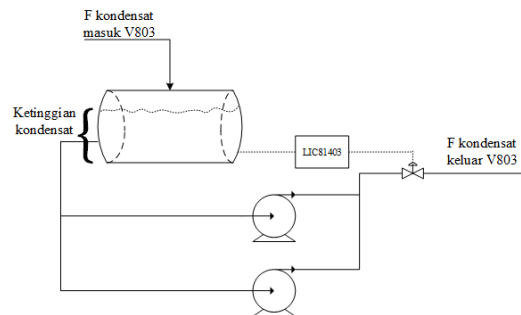 F kondensat
masuk V803
Ketinggian
kondensat
LIC81403
F kondensat
keluar V803